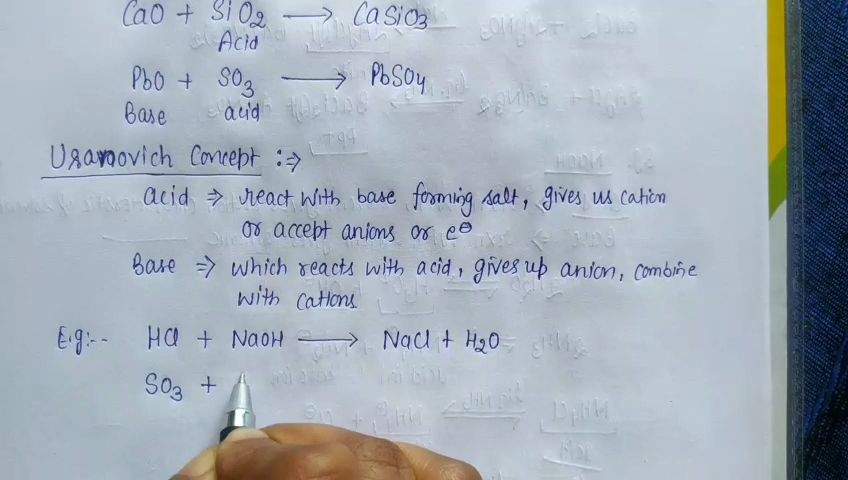 CaO + SiO2 → CaSiO3
Acid
PbO + SO3 → PbSO4
Base acid
Usanovich Concept :⇒
acid ⇒ react with base forming salt, gives us cation
or accept anions or e⊖
Base ⇒ which reacts with acid, gives up anion, combine
with cations
E.g:-- HCl + NaOH → NaCl + H2O
SO3 +